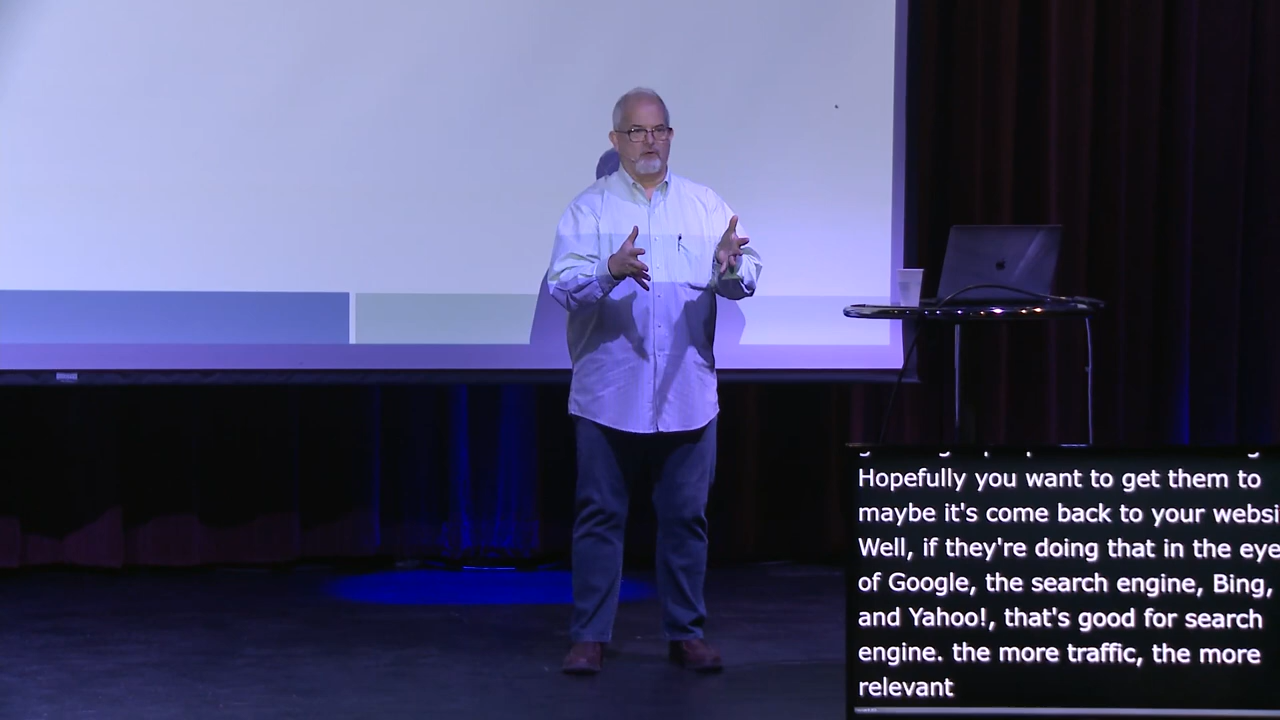 Hopefully you want to get them to
maybe it's come back to your websi
Well, if they're doing that in the eye
of Google, the search engine, Bing,
and Yahoo!, that's good for search
engine. the more traffic, the more
relevant